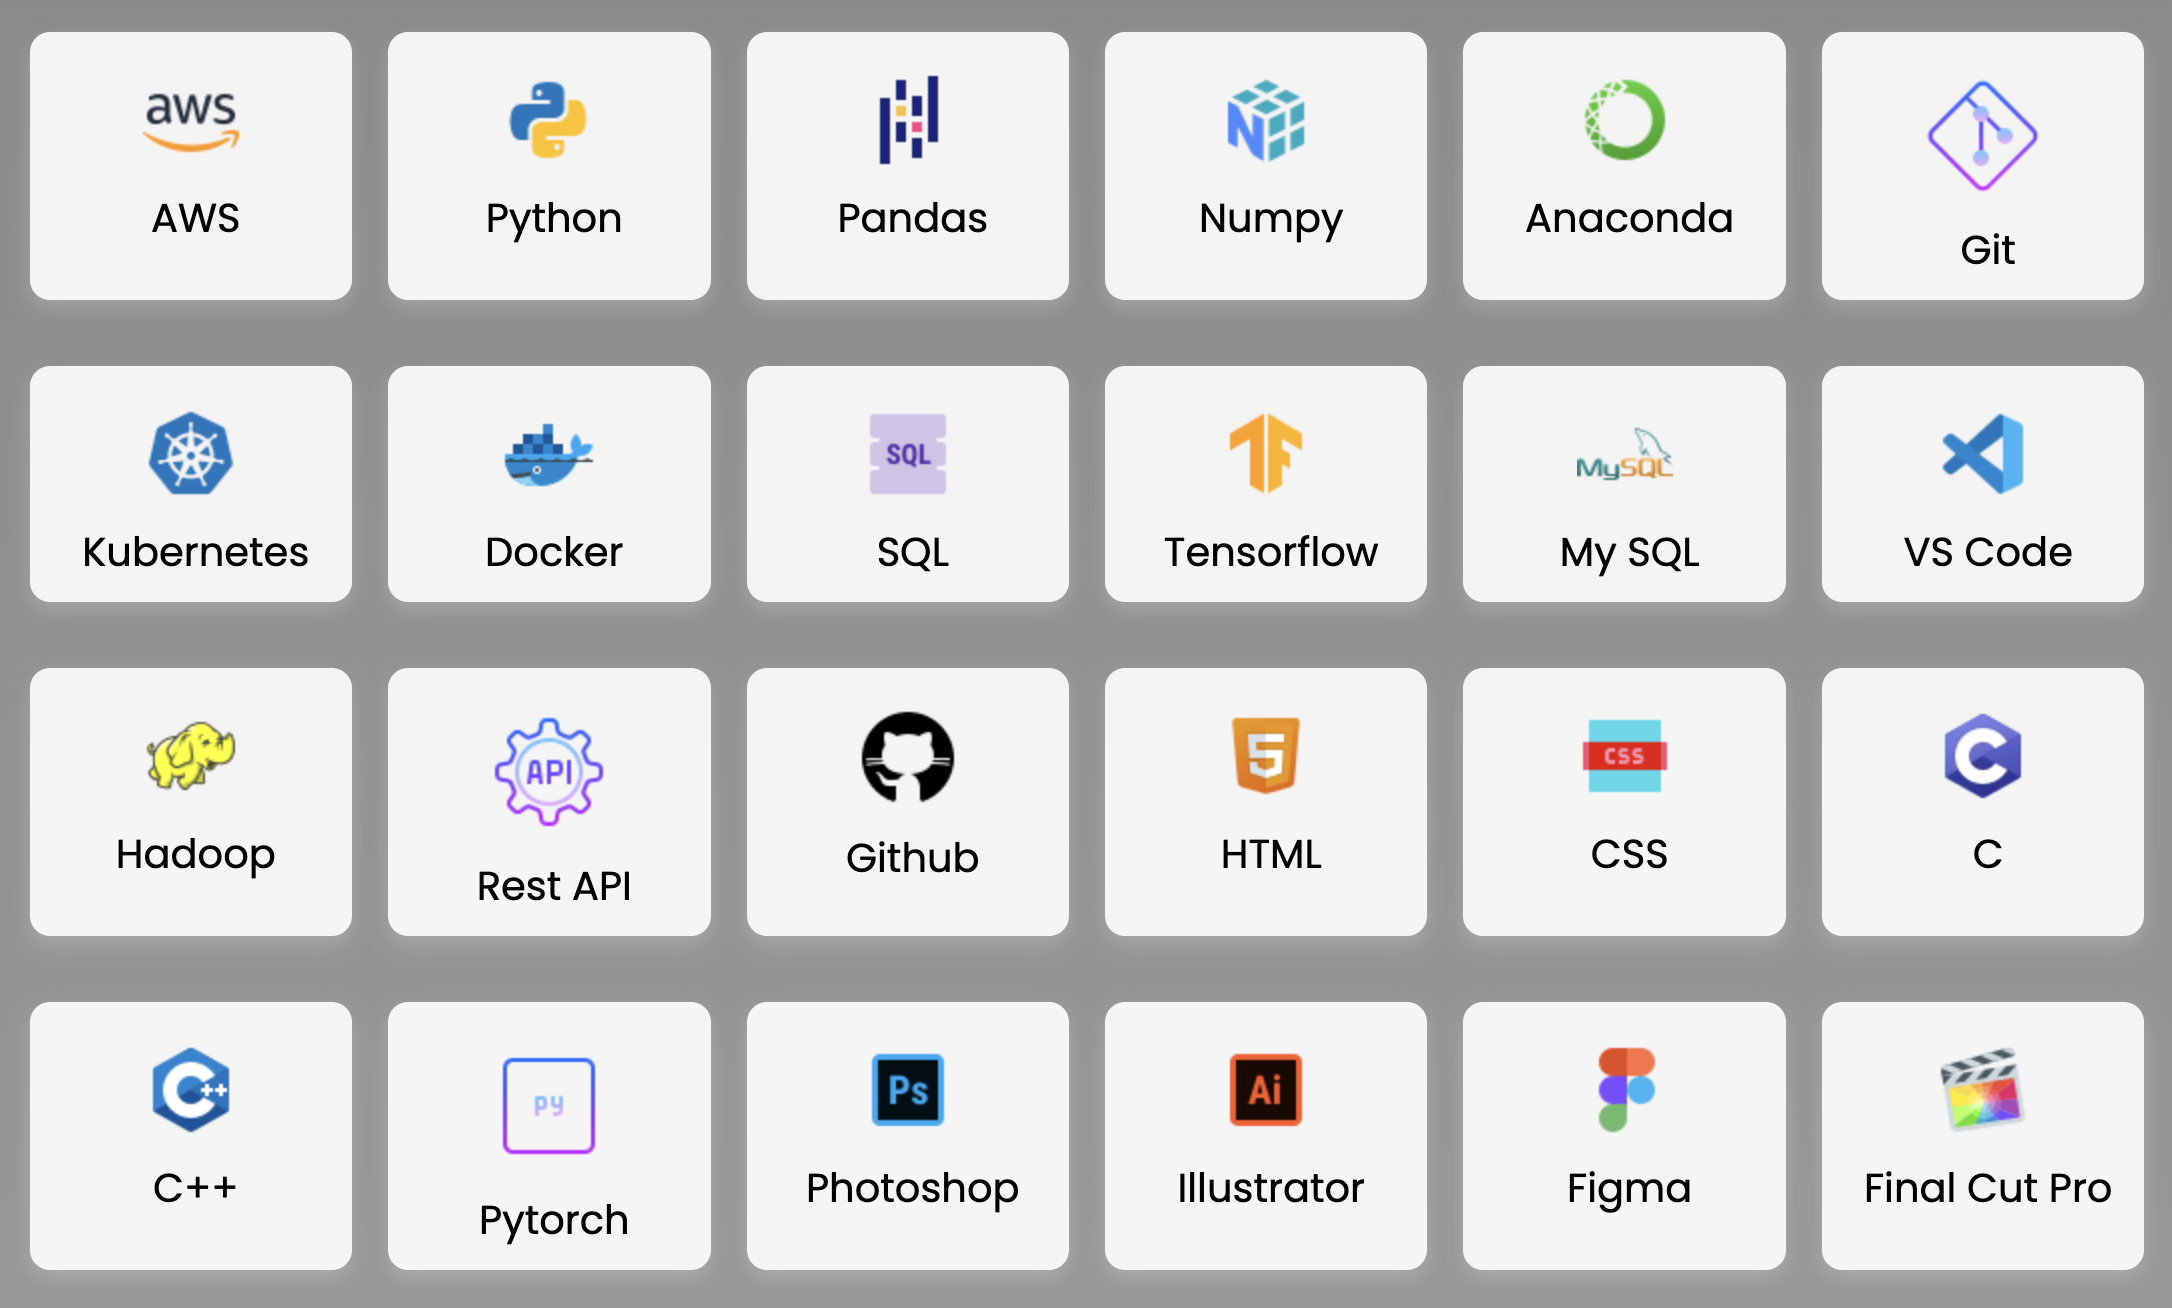 aws
AWS
Python
Pandas
Numpy
Anaconda
Git
Kubernetes
Docker
SQL
SQL
Tensorflow
MySQL
My SQL
VS Code
Hadoop
API
Rest API
Github
5
HTML
CSS
CSS
C
C
C++
C++
PY
Pytorch
Ps
Photoshop
Ai
Illustrator
Figma
Final Cut Pro